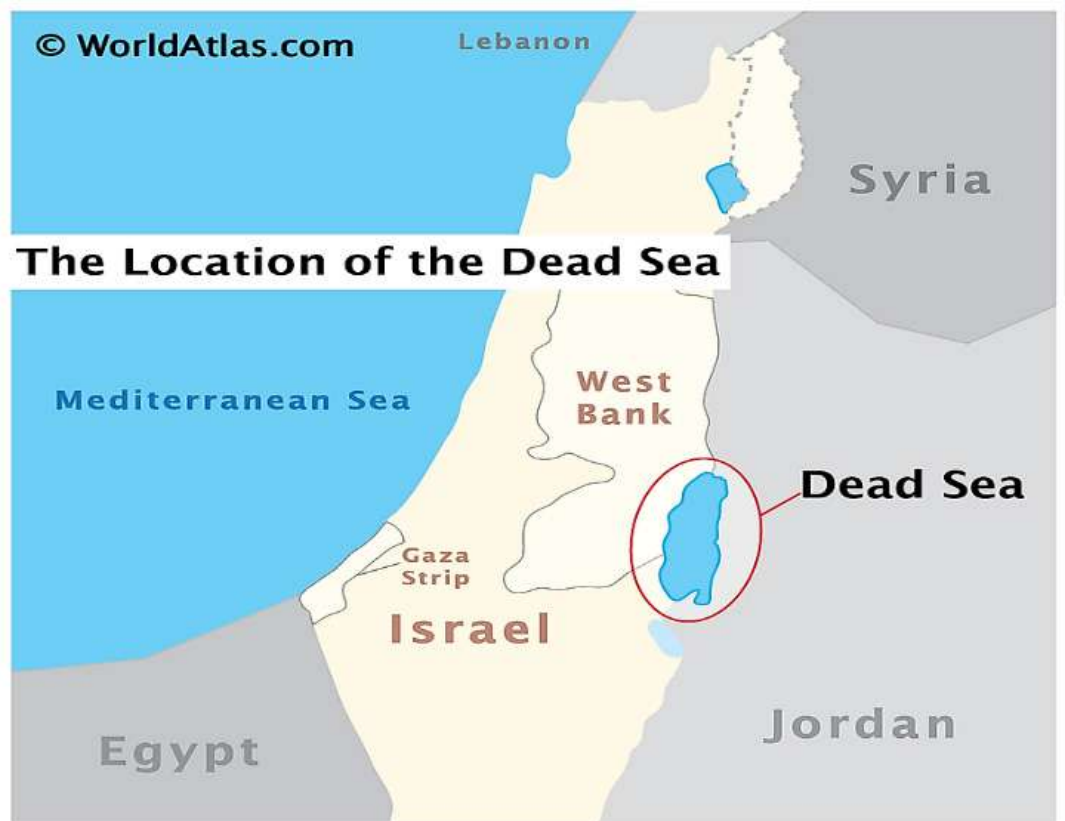 © WorldAtlas.com
Lebanon
Syria
The Location of the Dead Sea
Mediterranean Sea
West
Bank
Dead Sea
Gaza
Strip
Israel
Jordan
Egypt